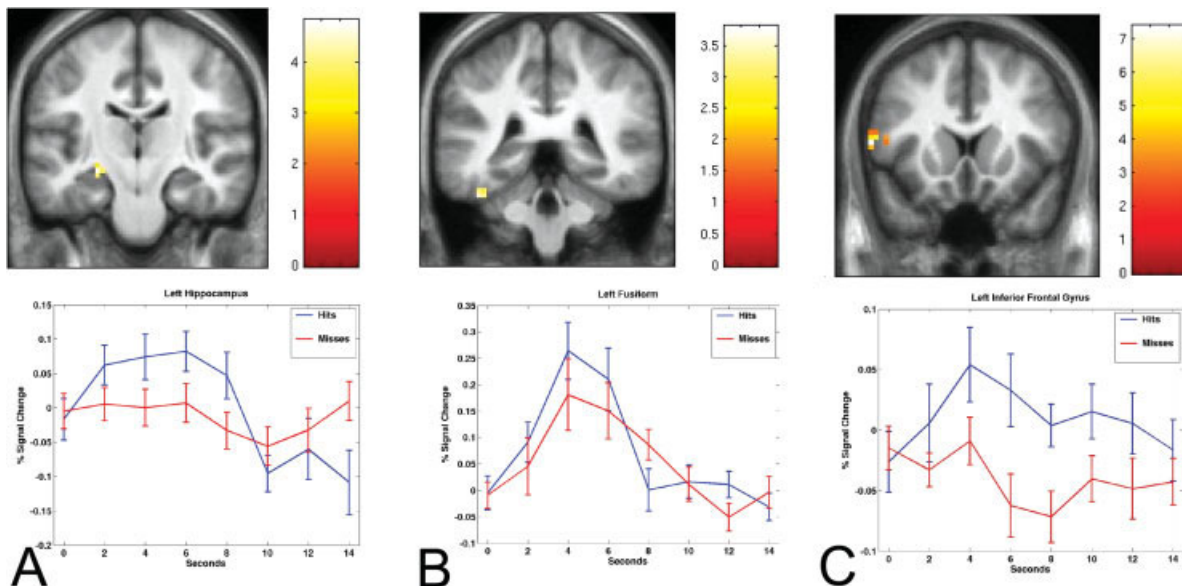 4
3
2
1
0
3.5
3
2.5
2
1.5
1
0.5
0
7
6
5
4
3
2
1
0
Left Hippocampus
Hits
Misses
% Signal Change
0.15
0.1
0.05
0
-0.05
-0.1
-0.15
-0.2
0 2 4 6 8 10 12 14
Seconds
A
Left Fusiform
Hits
Misses
% Signal Change
0.35
0.3
0.25
0.2
0.15
0.1
0.05
0
-0.05
-0.1
0 2 4 6 8 10 12 14
Seconds
B
Left Inferior Frontal Gyrus
Hits
Misses
% Signal Change
0.1
0.05
0
-0.05
-0.1
0 2 4 6 8 10 12 14
Seconds
C